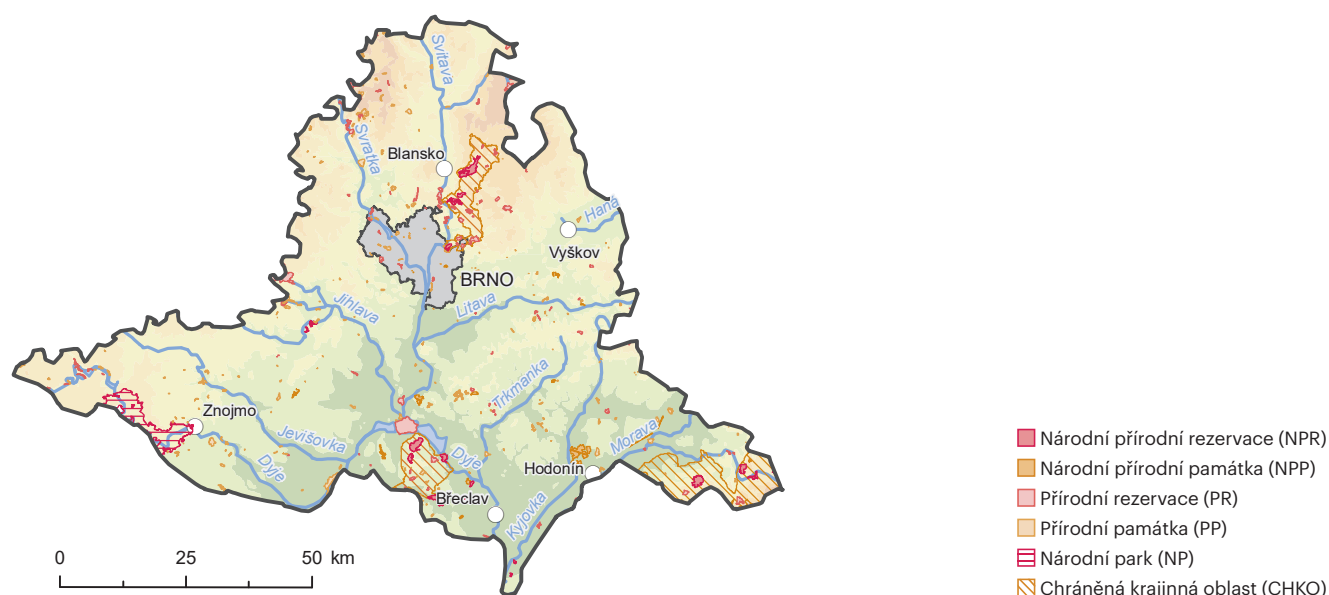 Svitava
Svratka
Blansko
Haná
Vyškov
BRNO
Jihlava
Litava
Trkmanka
Znojmo
Jevišovka
Morava
Dyje
Dyje
Hodonín
Břeclav
Kyjovka
0 25 50 km
Národní přírodní rezervace (NPR)
Národní přírodní památka (NPP)
Přírodní rezervace (PR)
Přírodní památka (PP)
Národní park (NP)
Chráněná krajinná oblast (CHKO)